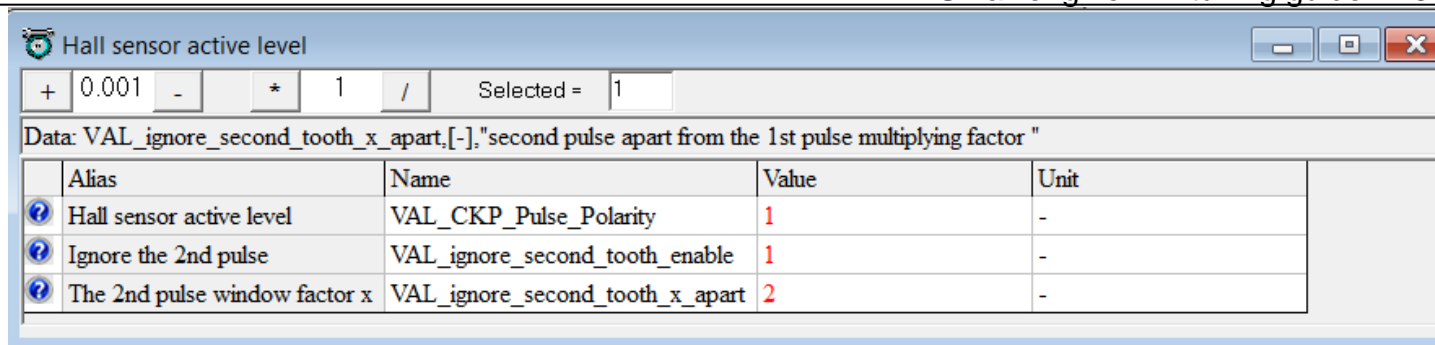 Hall sensor active level
+ 0.001 - * 1 / Selected = 1
Data: VAL_ignore_second_tooth_x_apart,[-],"second pulse apart from the 1st pulse multiplying factor "
Alias Name Value Unit
Hall sensor active level VAL_CKP_Pulse_Polarity 1 -
Ignore the 2nd pulse VAL_ignore_second_tooth_enable 1 -
The 2nd pulse window factor x VAL_ignore_second_tooth_x_apart 2 -